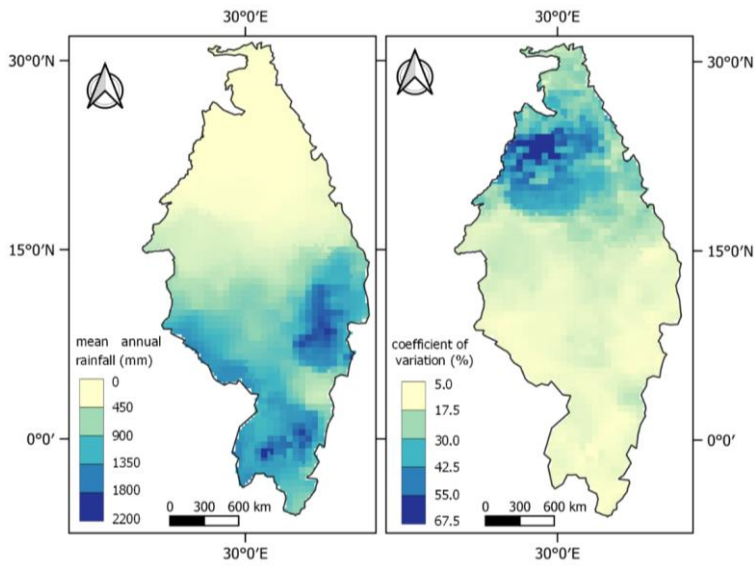 30°0'E
30°0'E
30°0'N
30°0'N
15°0'N
15°0'N
mean annual
rainfall (mm)
0
450
900
1350
1800
2200
coefficient of
variation (%)
5.0
17.5
30.0
42.5
55.0
67.5
0°0'
0°0'
0 300 600 km
0 300 600 km
30°0'E
30°0'E